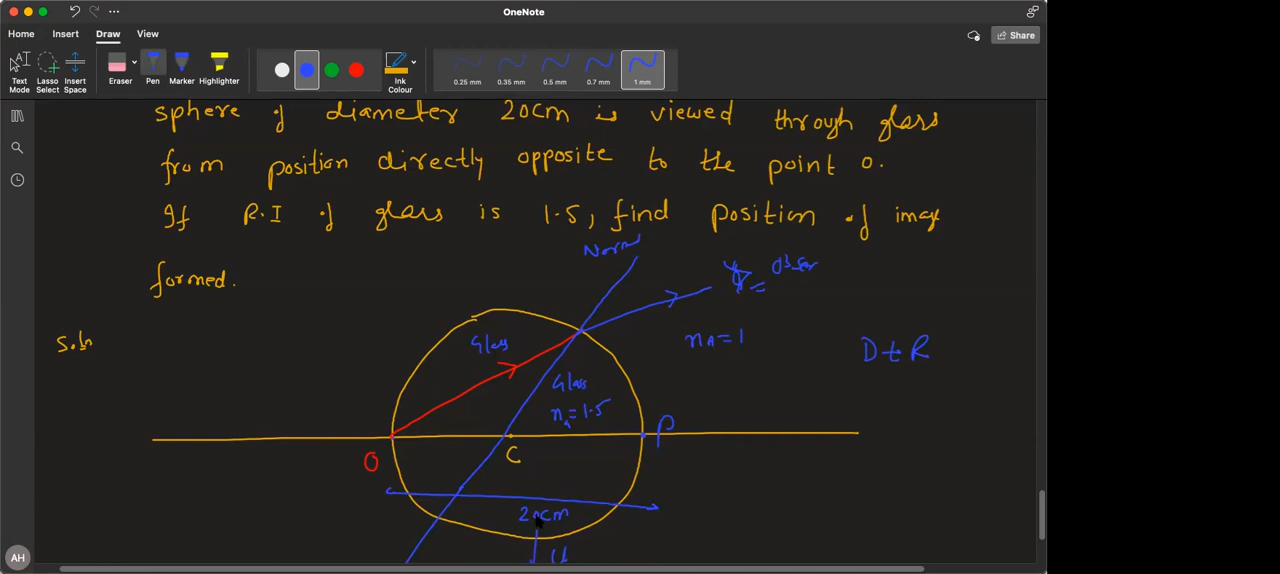 OneNote
Home Insert Draw View
Share
Text Mode
Lasso Select
Insert Space
Eraser
Pen
Marker
Highlighter
Ink Colour
0.25 mm 0.35 mm 0.5 mm 0.7 mm 1 mm
sphere of diameter 20cm is viewed through glass
from position directly opposite to the point O.
If R.I of glass is 1.5, find position of image
formed.
Normal
Soln
Glass
nA = 1
D t R
Glass
= 1.5
O
C
P
20cm
u
AH